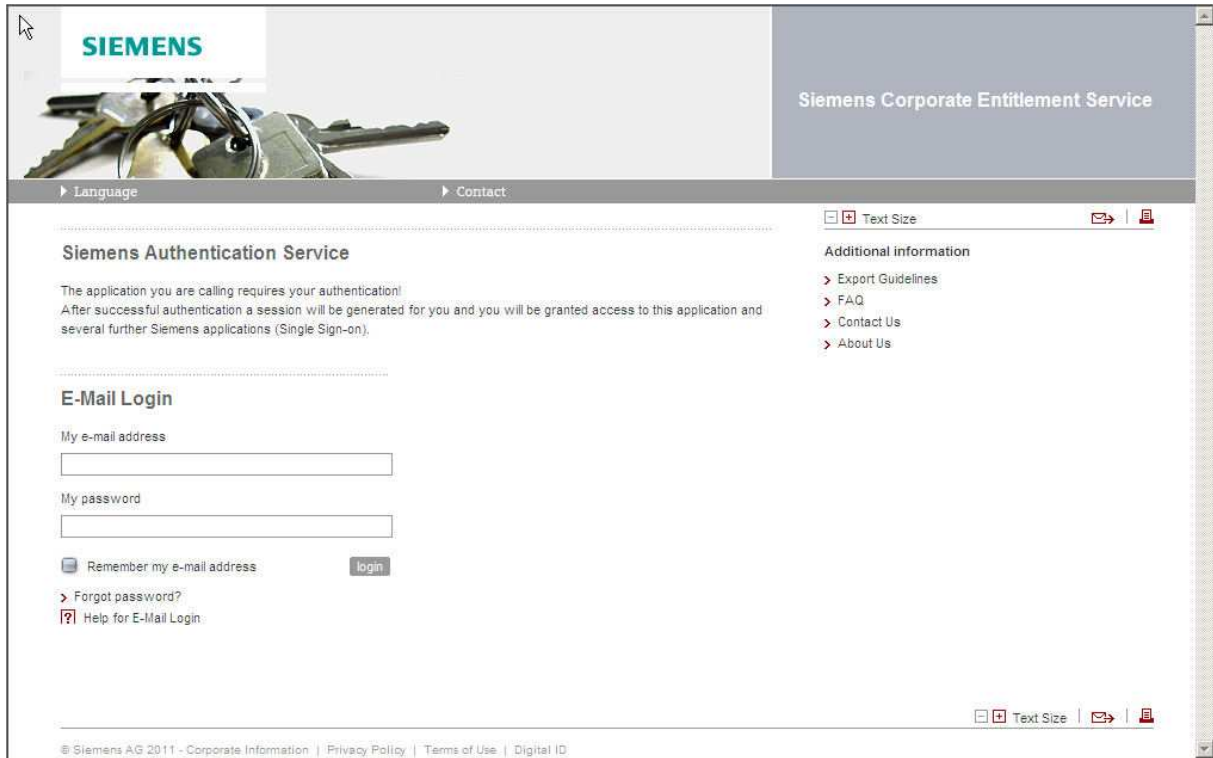 SIEMENS
Siemens Corporate Entitlement Service
Language
Contact
Text Size
Siemens Authentication Service
The application you are calling requires your authentication!
After successful authentication a session will be generated for you and you will be granted access to this application and
several further Siemens applications (Single Sign-on).
Additional information
Export Guidelines
FAQ
Contact Us
About Us
E-Mail Login
My e-mail address
My password
Remember my e-mail address
login
Forgot password?
? Help for E-Mail Login
Text Size
© Siemens AG 2011 - Corporate Information | Privacy Policy | Terms of Use | Digital ID